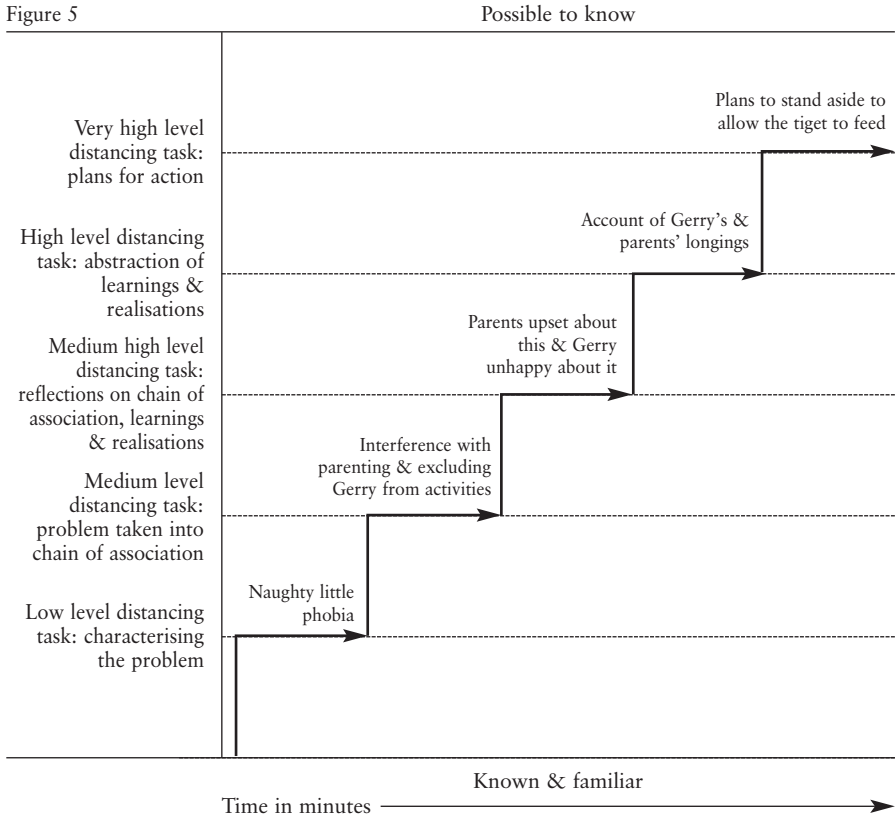 Figure 5
Possible to know
Plans to stand aside to
allow the tiget to feed
Very high level
distancing task:
plans for action
Account of Gerry's &
parents' longings
High level distancing
task: abstraction of
learnings &
realisations
Parents upset about
this & Gerry
unhappy about it
Medium high level
distancing task:
reflections on chain of
association, learnings
& realisations
Interference with
parenting & excluding
Gerry from activities
Medium level
distancing task:
problem taken into
chain of association
Naughty little
phobia
Low level distancing
task: characterising
the problem
Known & familiar
Time in minutes